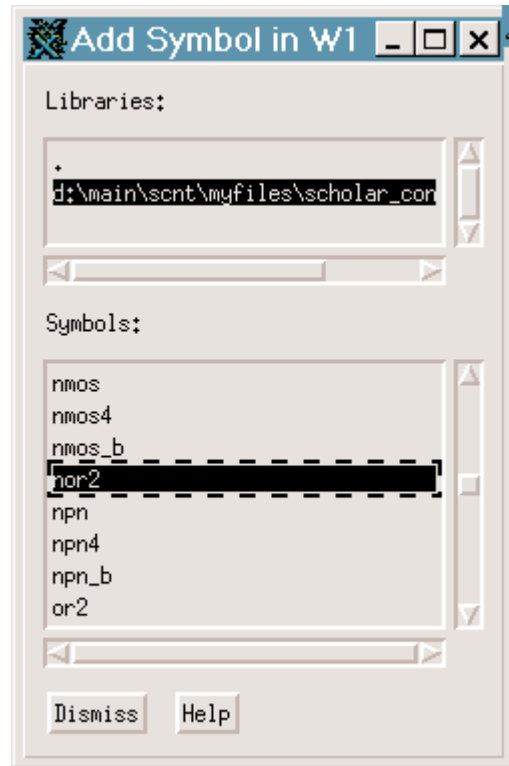 Add Symbol in W1
Libraries:
.
d:\main\scnt\myfiles\scholar_con
Symbols:
nmos
nmos4
nmos_b
nor2
npn
npn4
npn_b
or2
Dismiss Help